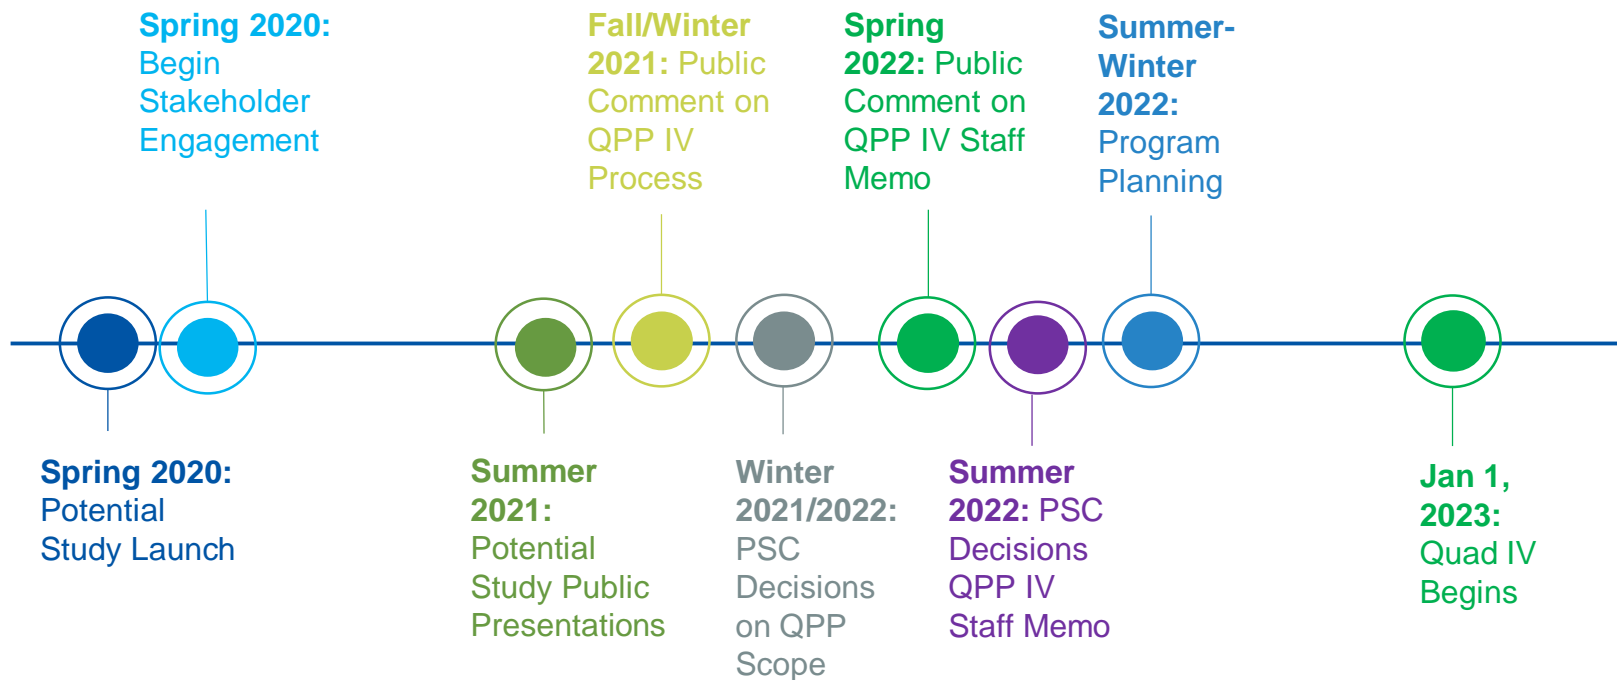 Spring 2020:
Begin
Stakeholder
Engagement
Fall/Winter
2021: Public
Comment on
QPP IV
Process
Spring
2022: Public
Comment on
QPP IV Staff
Memo
Summer-
Winter
2022:
Program
Planning
Spring 2020:
Potential
Study Launch
Summer
2021:
Potential
Study Public
Presentations
Winter
2021/2022:
PSC
Decisions
on QPP
Scope
Summer
2022: PSC
Decisions
QPP IV
Staff Memo
Jan 1,
2023:
Quad IV
Begins